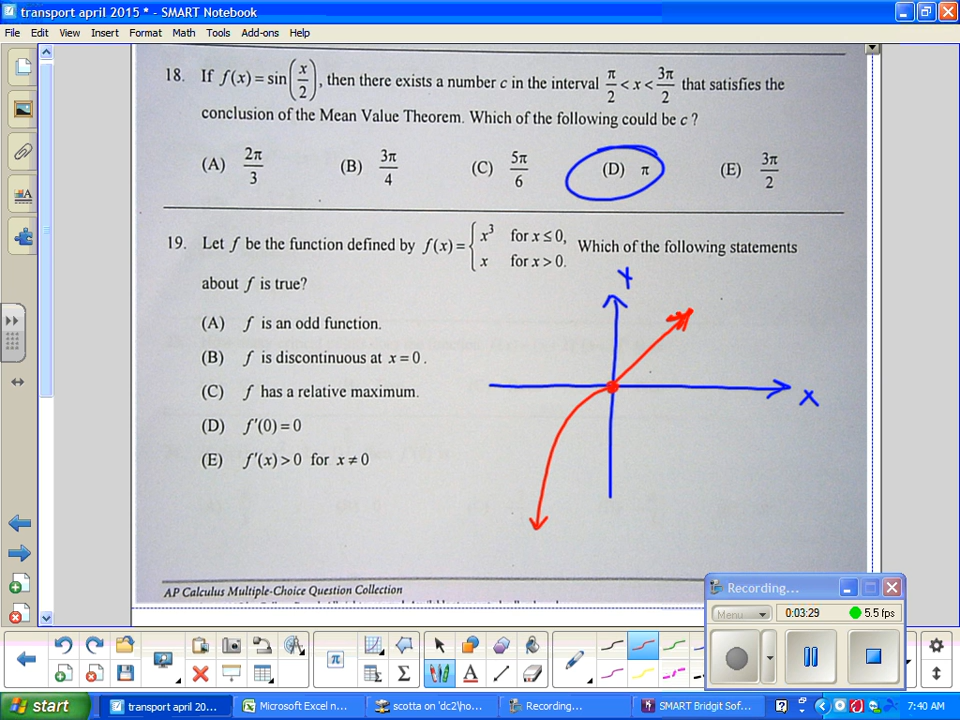 transport april 2015 * - SMART Notebook
File Edit View Insert Format Math Tools Add-ons Help
18. If f(x) = sin(x/2), then there exists a number c in the interval π/2 < x < 3π/2 that satisfies the
conclusion of the Mean Value Theorem. Which of the following could be c ?
(A) 2π/3 (B) 3π/4 (C) 5π/6 (D) π (E) 3π/2
19. Let f be the function defined by f(x) = { x³ for x ≤ 0, x for x > 0. Which of the following statements
about f is true?
Y
(A) f is an odd function.
(B) f is discontinuous at x = 0.
X
(C) f has a relative maximum.
(D) f′(0) = 0
(E) f′(x) > 0 for x ≠ 0
AP Calculus Multiple-Choice Question Collection
Recording...
Menu 0:03:29 5.5 fps
start transport april 20... Microsoft Excel n... scotta on 'dc2\ho... Recording... SMART Bridgit Sof... 7:40 AM